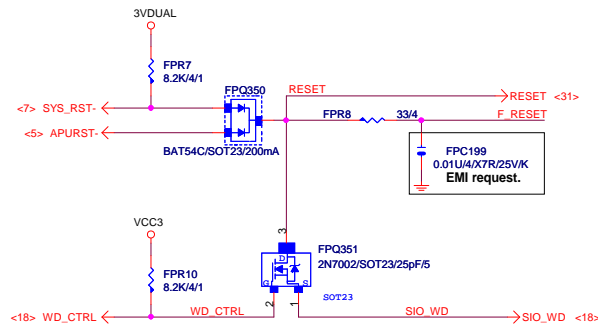 3VDUAL
FPR7
8.2K/4/1
FPQ350
RESET
<7> SYS_RST-
RESET <31>
FPR8
33/4
F_RESET
<5> APURST-
BAT54C/SOT23/200mA
FPC199
0.01U/4/X7R/25V/K
EMI request.
VCC3
3
FPQ351
D
2N7002/SOT23/25pF/5
FPR10
8.2K/4/1
G
S
SOT23
2
1
<18> WD_CTRL
WD_CTRL
SIO_WD
SIO_WD <18>